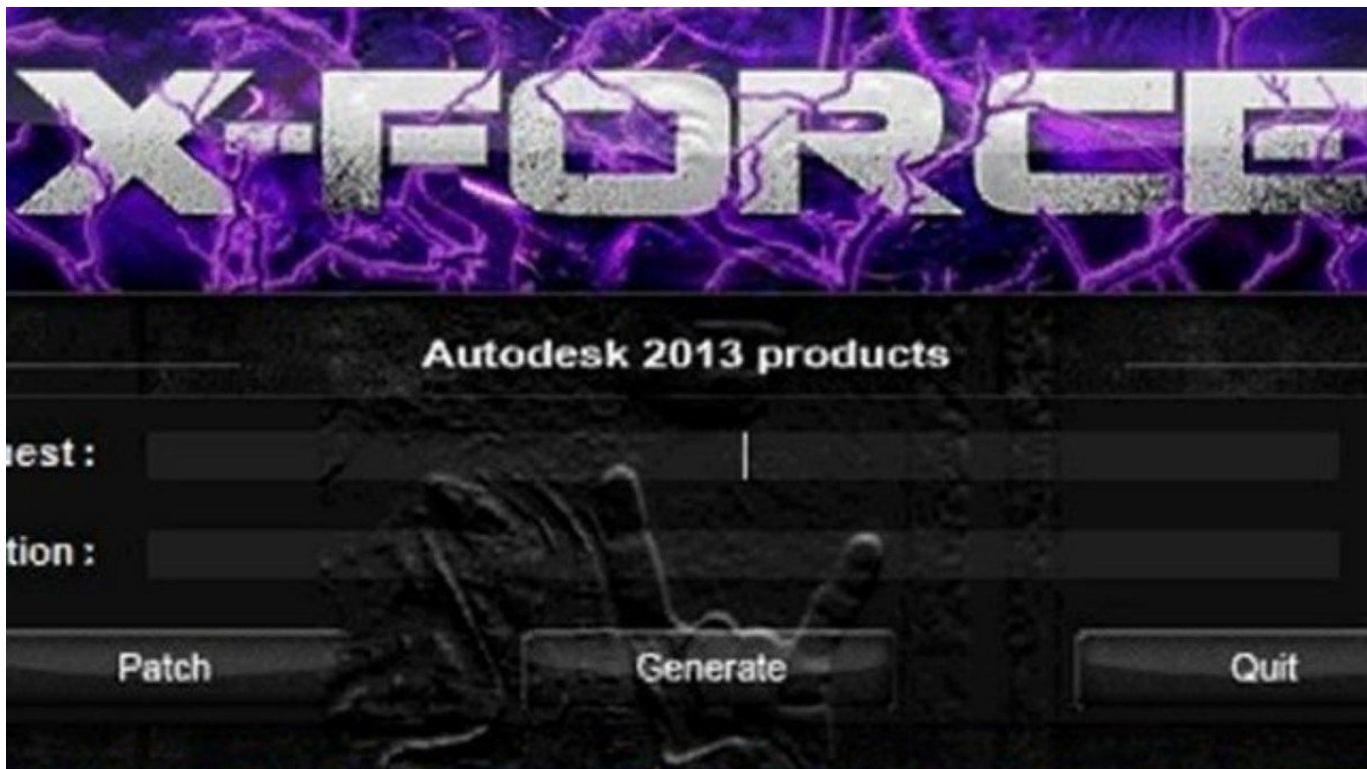 X-FORCE
Autodesk 2013 products
uest :
tion :
Patch Generate Quit